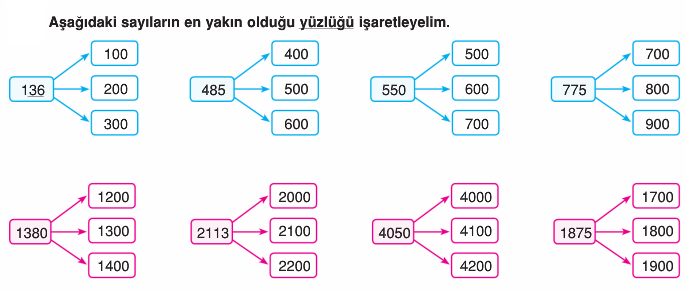 Aşağıdaki sayıların en yakın olduğu yüzlüğü işaretleyelim.
100 400 500 700
136 200 485 500 550 600 775 800
300 600 700 900
1200 2000 4000 1700
1380 1300 2113 2100 4050 4100 1875 1800
1400 2200 4200 1900